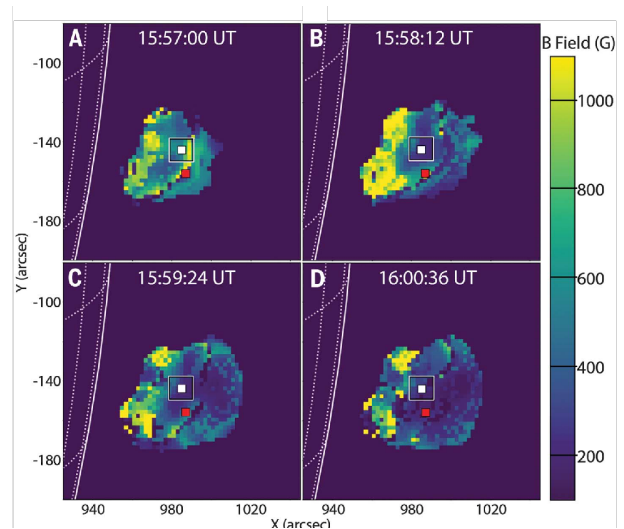 A 15:57:00 UT
B 15:58:12 UT
B Field (G)
-100
-140
-180
1000
800
600
400
200
Y (arcsec)
C 15:59:24 UT
D 16:00:36 UT
-100
-140
-180
940 980 1020
940 980 1020
X (arcsec)